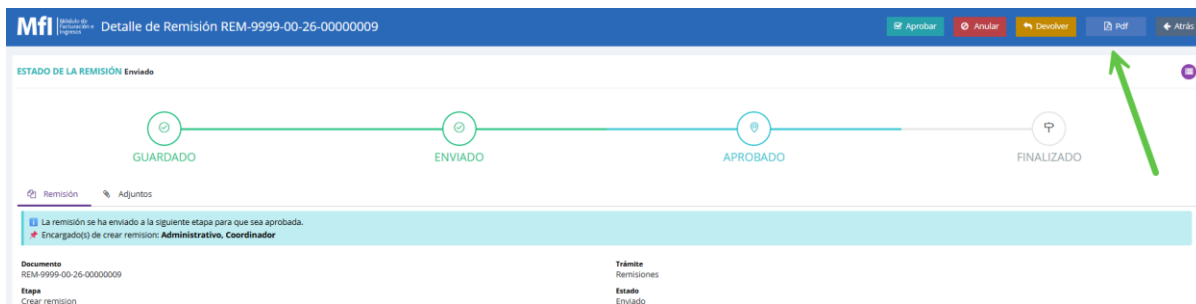 MfI Módulo de Facturación e Ingresos Detalle de Remisión REM-9999-00-26-00000009 Aprobar Anular Devolver Pdf Atrás
ESTADO DE LA REMISIÓN Enviado
GUARDADO ENVIADO APROBADO FINALIZADO
Remisión Adjuntos
La remisión se ha enviado a la siguiente etapa para que sea aprobada.
Encargado(s) de crear remision: Administrativo, Coordinador
Documento Trámite
REM-9999-00-26-00000009 Remisiones
Etapa Estado
Crear remision Enviado